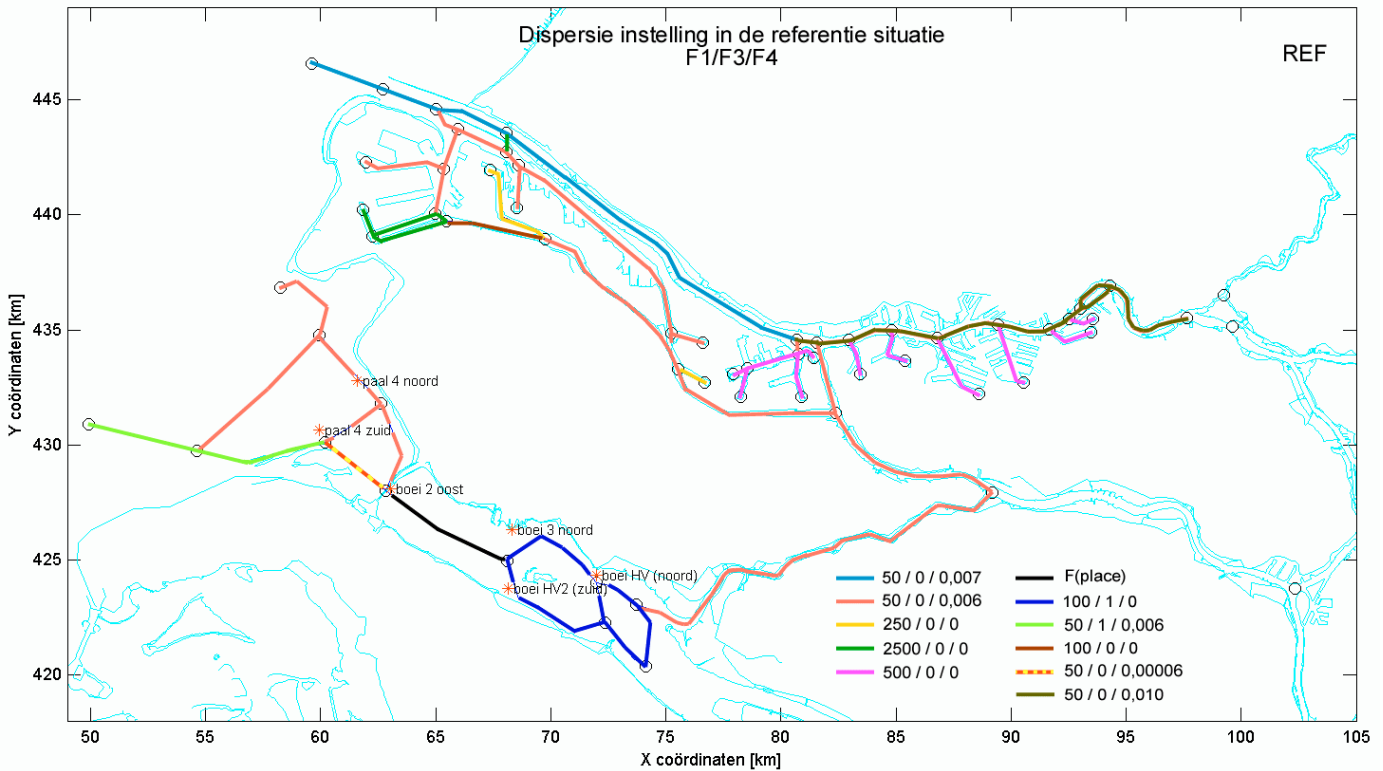 Dispersie instelling in de referentie situatie
F1/F3/F4
REF
445
440
435
430
425
420
Y coördinaten [km]
paal 4 noord
paal 4 zuid
boei 2 oost
boei 3 noord
boei HV (noord)
boei HV2 (zuid)
50 / 0 / 0,007
50 / 0 / 0,006
250 / 0 / 0
2500 / 0 / 0
500 / 0 / 0
F(place)
100 / 1 / 0
50 / 1 / 0,006
100 / 0 / 0
50 / 0 / 0,00006
50 / 0 / 0,010
50 55 60 65 70 75 80 85 90 95 100 105
X coördinaten [km]